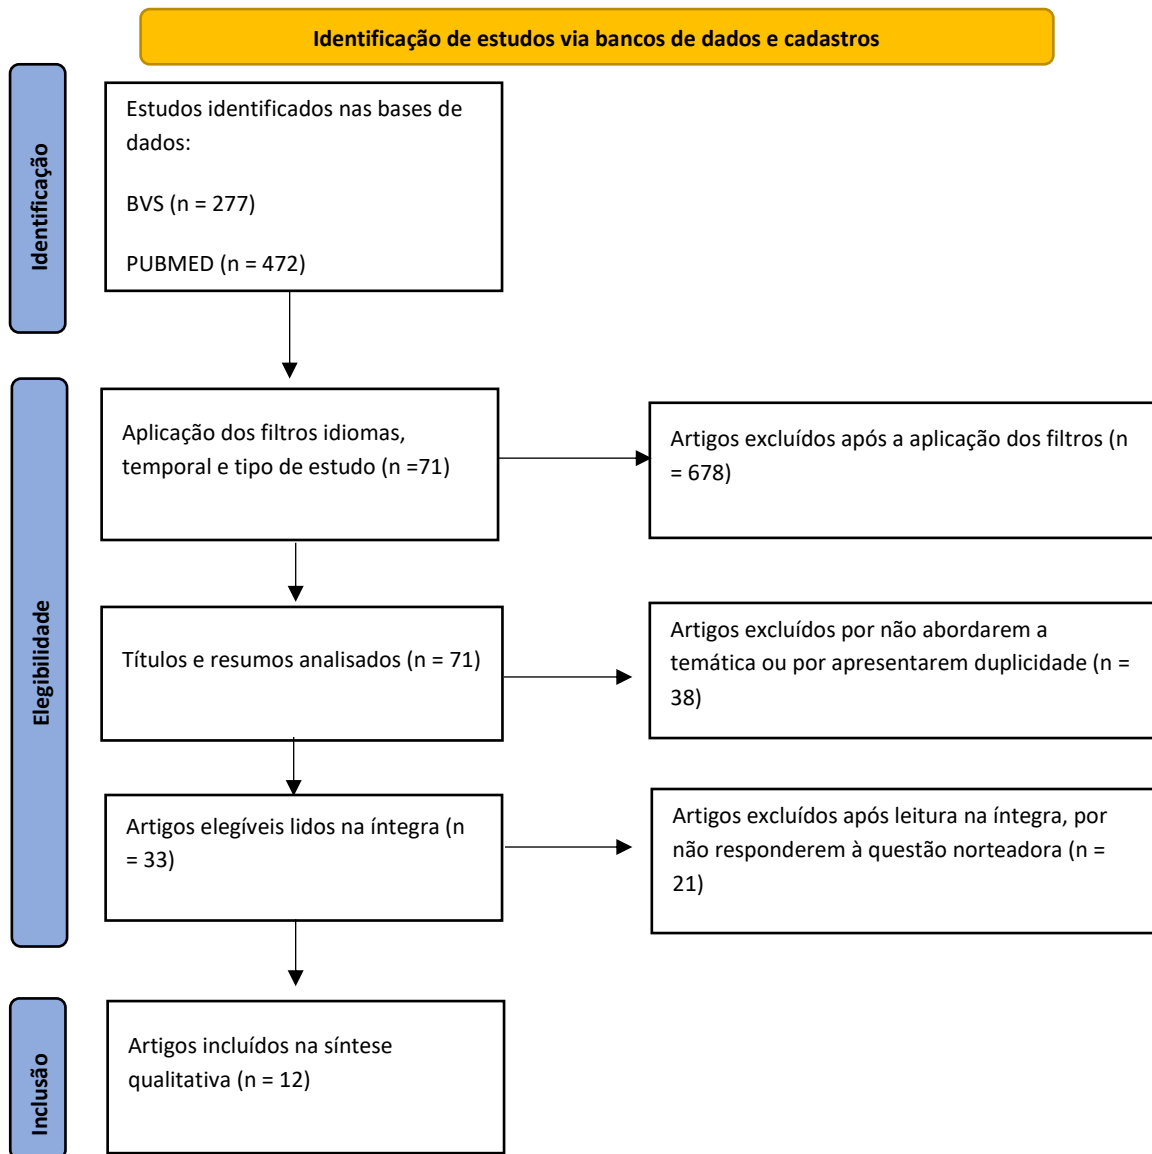 Identificação de estudos via bancos de dados e cadastros
Identificação
Estudos identificados nas bases de
dados:
BVS (n = 277)
PUBMED (n = 472)
Elegibilidade
Aplicação dos filtros idiomas,
temporal e tipo de estudo (n =71)
Artigos excluídos após a aplicação dos filtros (n
= 678)
Títulos e resumos analisados (n = 71)
Artigos excluídos por não abordarem a
temática ou por apresentarem duplicidade (n =
38)
Artigos elegíveis lidos na íntegra (n
= 33)
Artigos excluídos após leitura na íntegra, por
não responderem à questão norteadora (n =
21)
Inclusão
Artigos incluídos na síntese
qualitativa (n = 12)